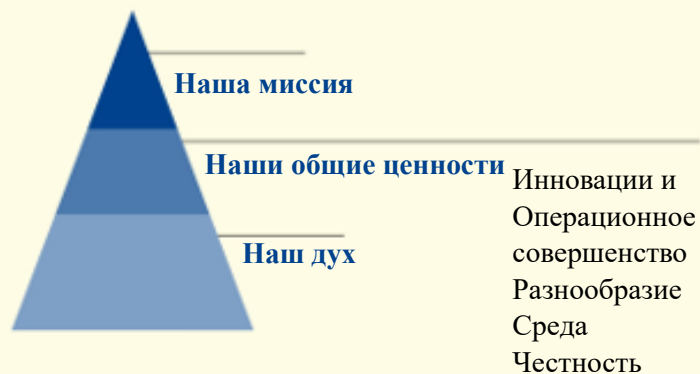 Наша миссия
Наши общие ценности
Наш дух
Инновации и
Операционное
совершенство
Разнообразие
Среда
Честность